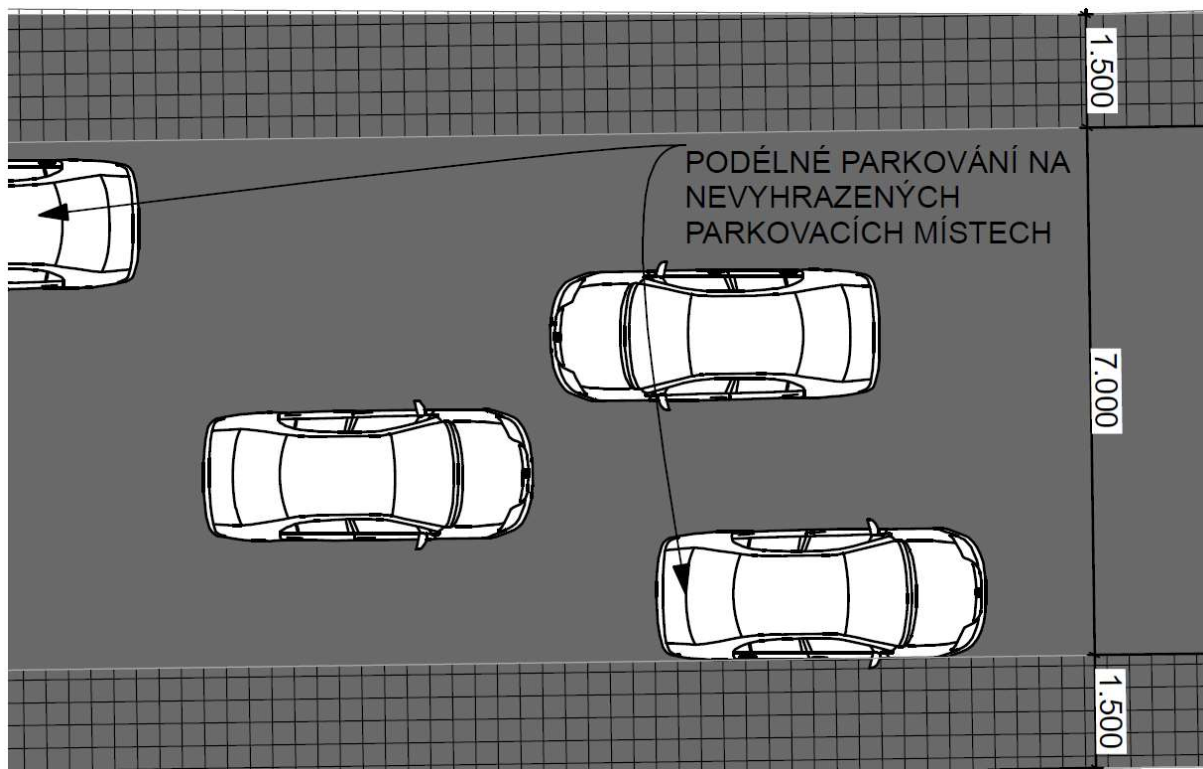 1.500
PODÉLNÉ PARKOVÁNÍ NA
NEVYHRAZENÝCH
PARKOVACÍCH MÍSTECH
7.000
1.500